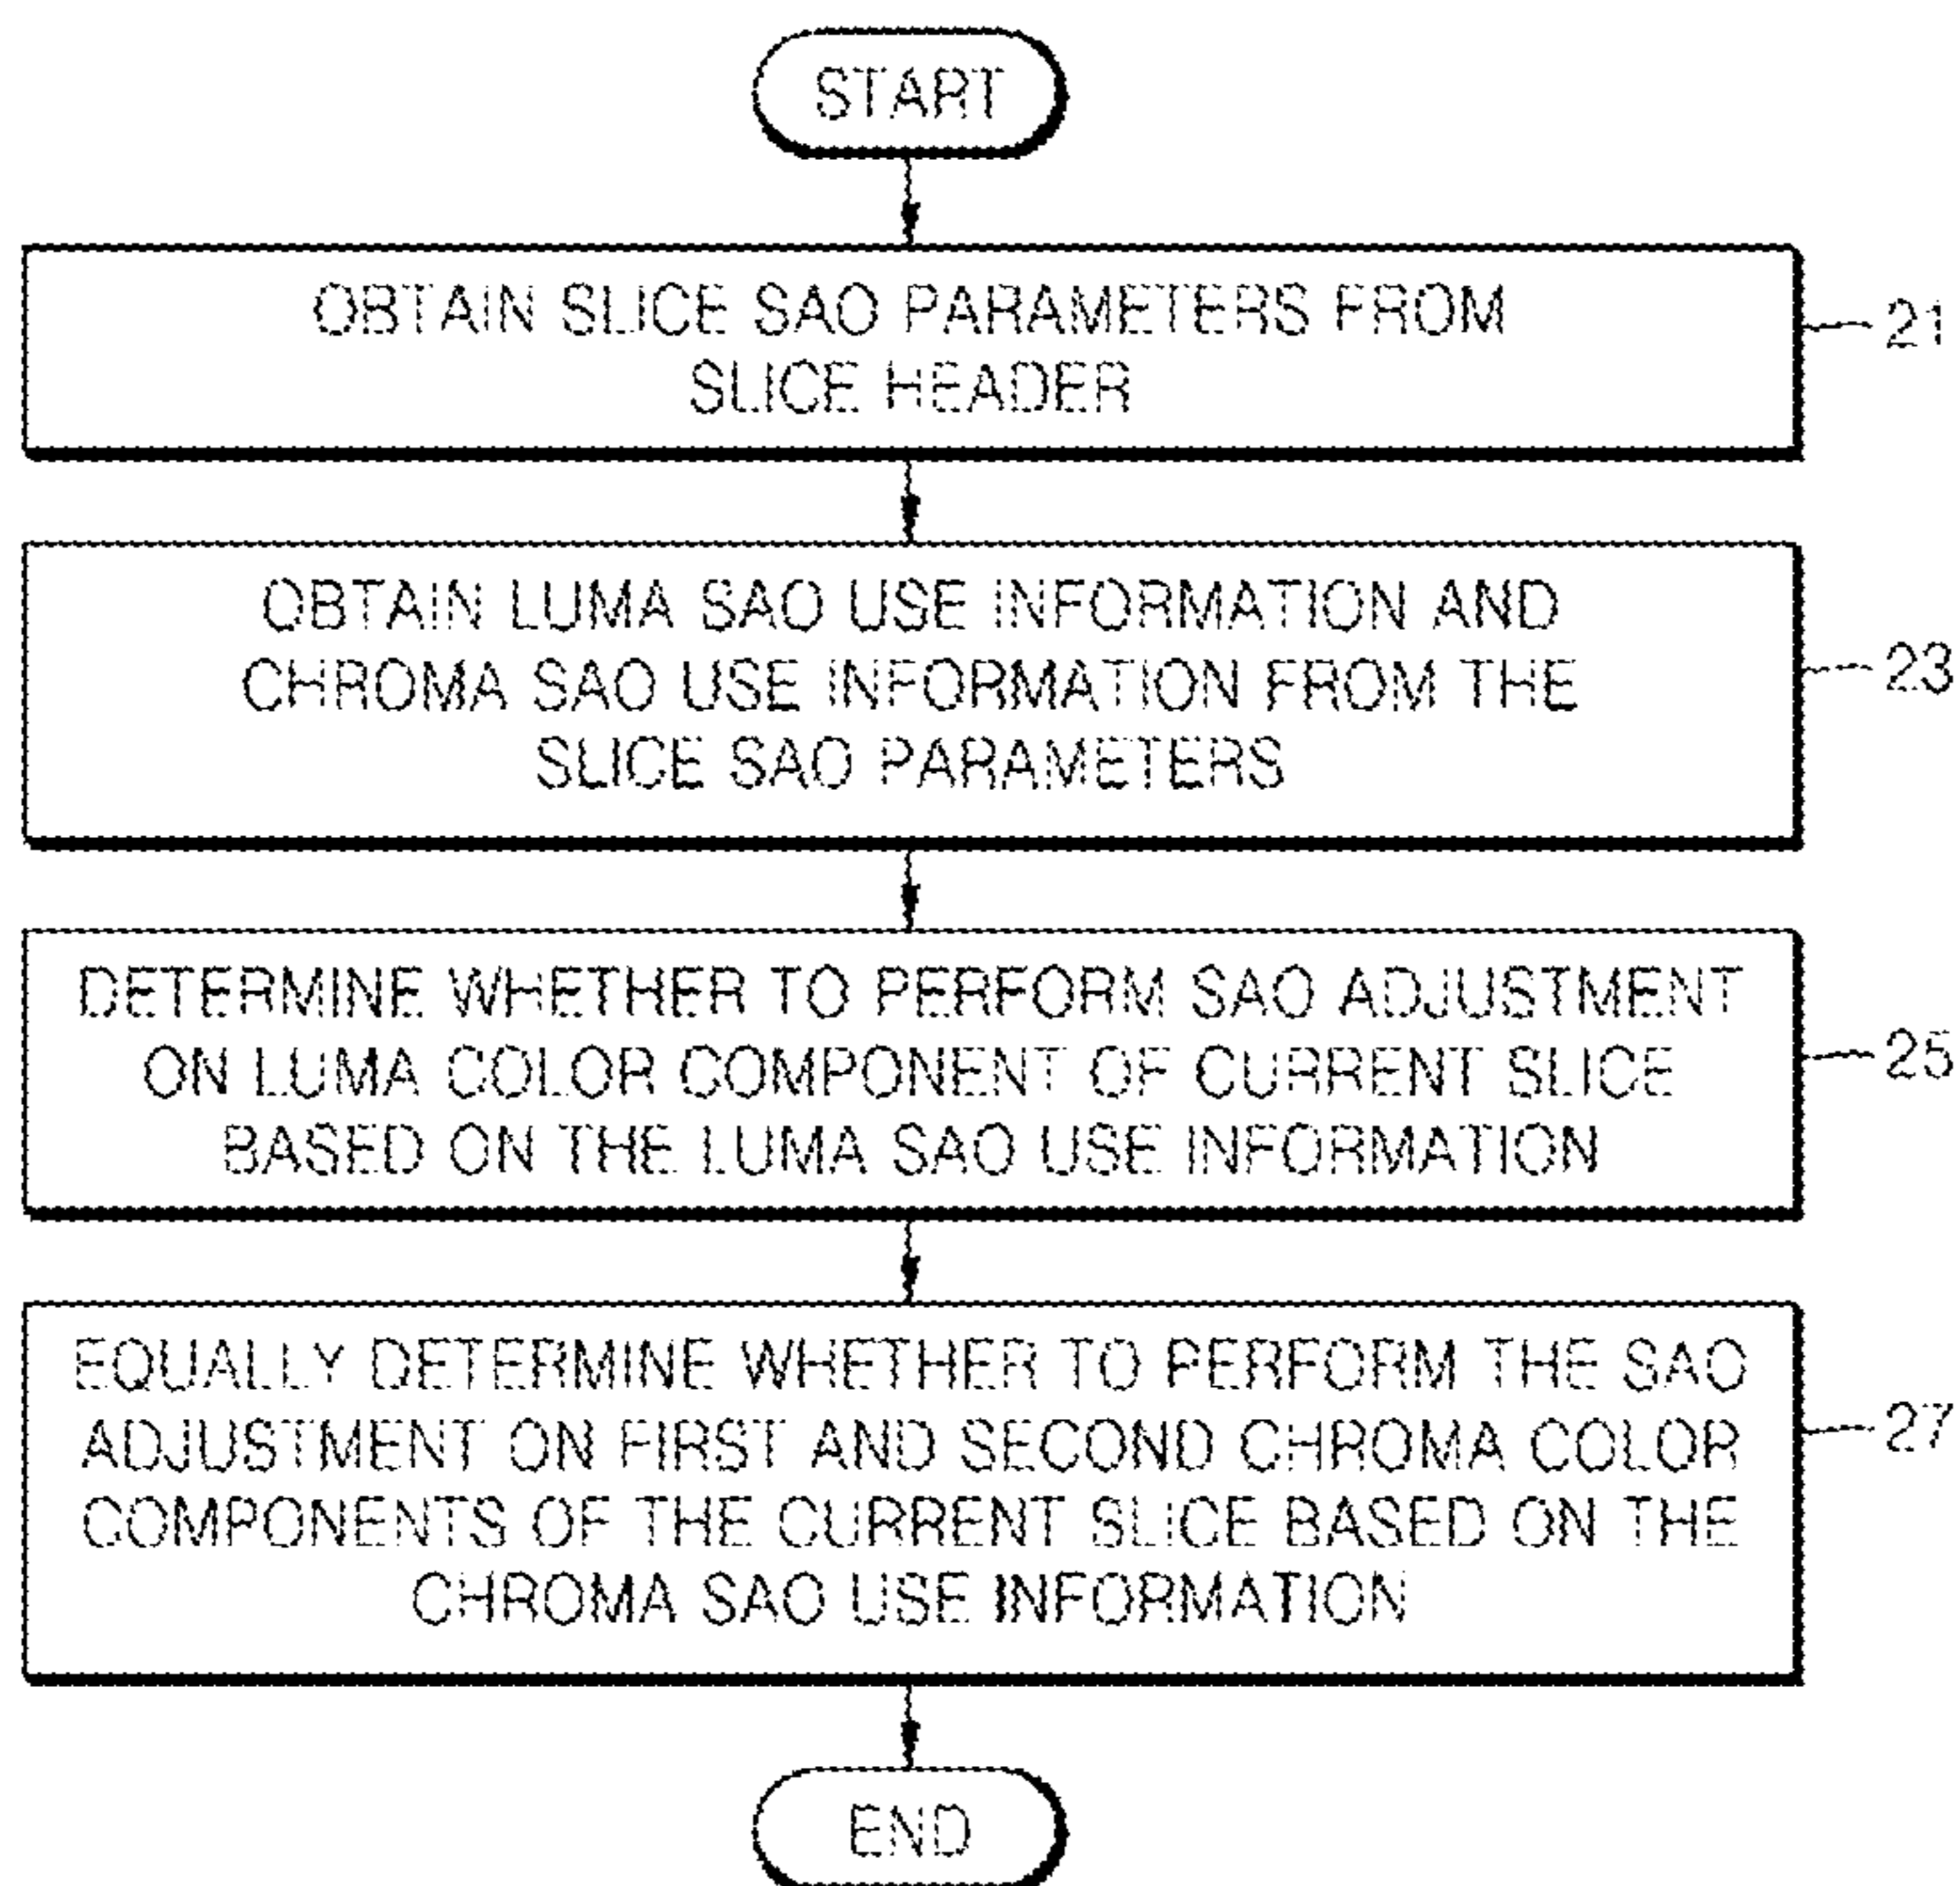 START
OBTAIN SLICE SAO PARAMETERS FROM
SLICE HEADER
21
OBTAIN LUMA SAO USE INFORMATION AND
CHROMA SAO USE INFORMATION FROM THE
SLICE SAO PARAMETERS
23
DETERMINE WHETHER TO PERFORM SAO ADJUSTMENT
ON LUMA COLOR COMPONENT OF CURRENT SLICE
BASED ON THE LUMA SAO USE INFORMATION
25
EQUALLY DETERMINE WHETHER TO PERFORM THE SAO
ADJUSTMENT ON FIRST AND SECOND CHROMA COLOR
COMPONENTS OF THE CURRENT SLICE BASED ON THE
CHROMA SAO USE INFORMATION
27
END